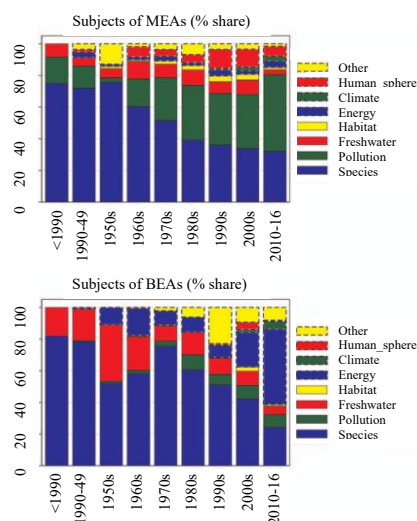 Subjects of MEAs (% share)
100
80
60
40
20
0
<1990
1990-49
1950s
1960s
1970s
1980s
1990s
2000s
2010-16
Other
Human_sphere
Climate
Energy
Habitat
Freshwater
Pollution
Species
Subjects of BEAs (% share)
100
80
60
40
20
0
<1990
1990-49
1950s
1960s
1970s
1980s
1990s
2000s
2010-16
Other
Human_sphere
Climate
Energy
Habitat
Freshwater
Pollution
Species